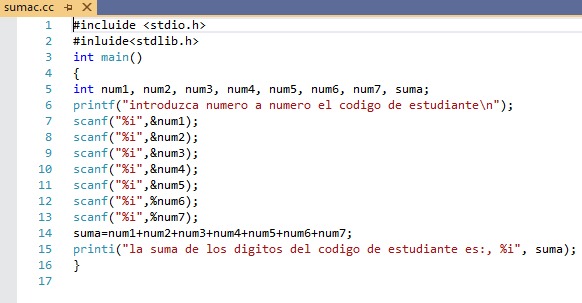 sumac.cc
1 #incluide <stdio.h>
2 #inluide<stdlib.h>
3 int main()
4 {
5 int num1, num2, num3, num4, num5, num6, num7, suma;
6 printf("introduzca numero a numero el codigo de estudiante\n");
7 scanf("%i",&num1);
8 scanf("%i",&num2);
9 scanf("%i",&num3);
10 scanf("%i",&num4);
11 scanf("%i",&num5);
12 scanf("%i",%num6);
13 scanf("%i",%num7);
14 suma=num1+num2+num3+num4+num5+num6+num7;
15 printi("la suma de los digitos del codigo de estudiante es:, %i", suma);
16 }
17